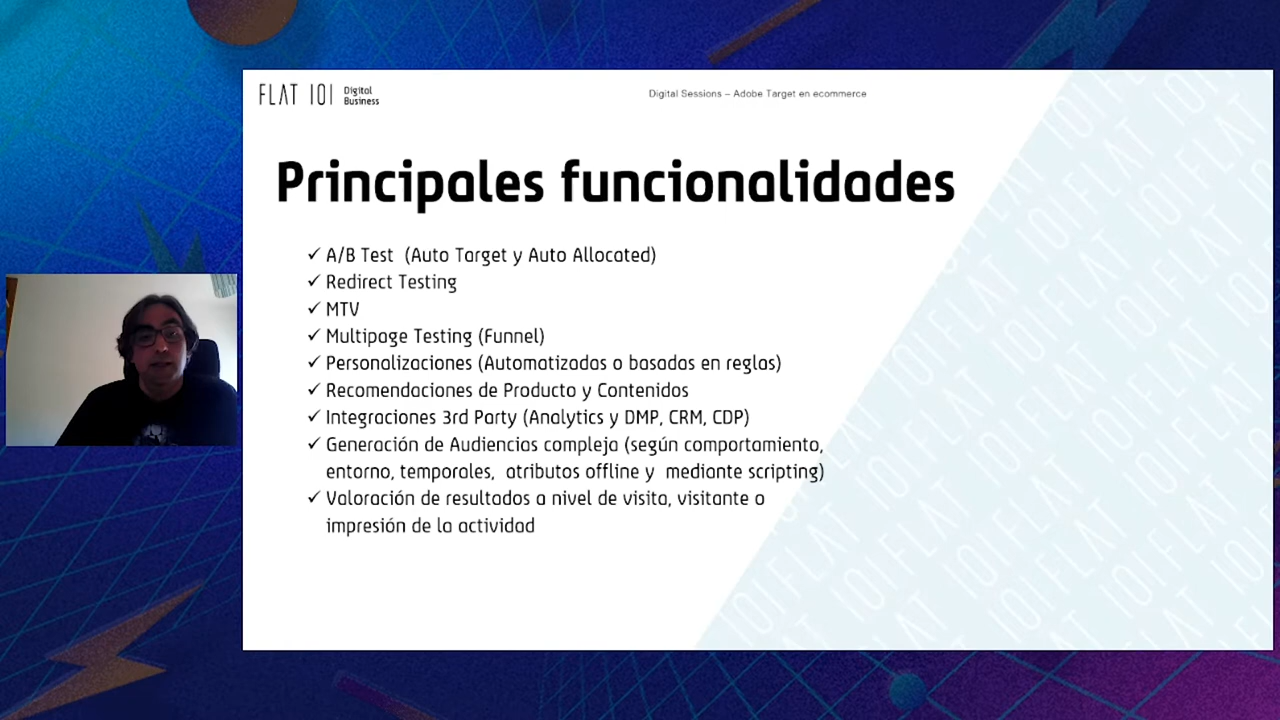 FLAT 101 Digital Business
Digital Sessions – Adobe Target en ecommerce
Principales funcionalidades
✓ A/B Test (Auto Target y Auto Allocated)
✓ Redirect Testing
✓ MTV
✓ Multipage Testing (Funnel)
✓ Personalizaciones (Automatizadas o basadas en reglas)
✓ Recomendaciones de Producto y Contenidos
✓ Integraciones 3rd Party (Analytics y DMP, CRM, CDP)
✓ Generación de Audiencias compleja (según comportamiento,
entorno, temporales, atributos offline y mediante scripting)
✓ Valoración de resultados a nivel de visita, visitante o
impresión de la actividad